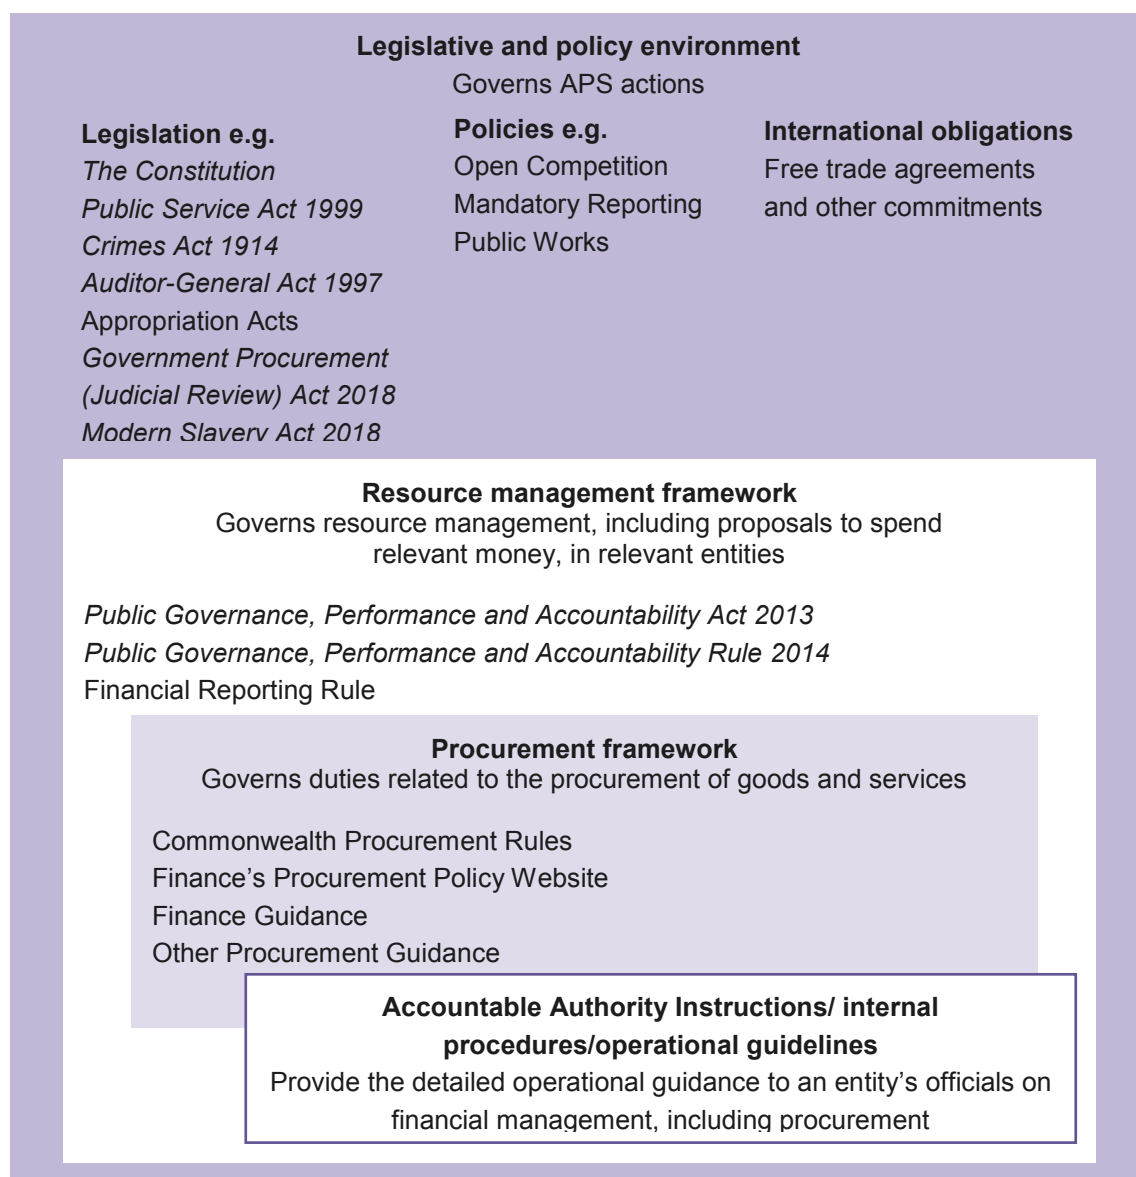 Legislative and policy environment
Governs APS actions
Legislation e.g.
The Constitution
Public Service Act 1999
Crimes Act 1914
Auditor-General Act 1997
Appropriation Acts
Government Procurement
(Judicial Review) Act 2018
Modern Slavery Act 2018
Policies e.g.
Open Competition
Mandatory Reporting
Public Works
International obligations
Free trade agreements
and other commitments
Resource management framework
Governs resource management, including proposals to spend
relevant money, in relevant entities
Public Governance, Performance and Accountability Act 2013
Public Governance, Performance and Accountability Rule 2014
Financial Reporting Rule
Procurement framework
Governs duties related to the procurement of goods and services
Commonwealth Procurement Rules
Finance’s Procurement Policy Website
Finance Guidance
Other Procurement Guidance
Accountable Authority Instructions/ internal
procedures/operational guidelines
Provide the detailed operational guidance to an entity’s officials on
financial management, including procurement